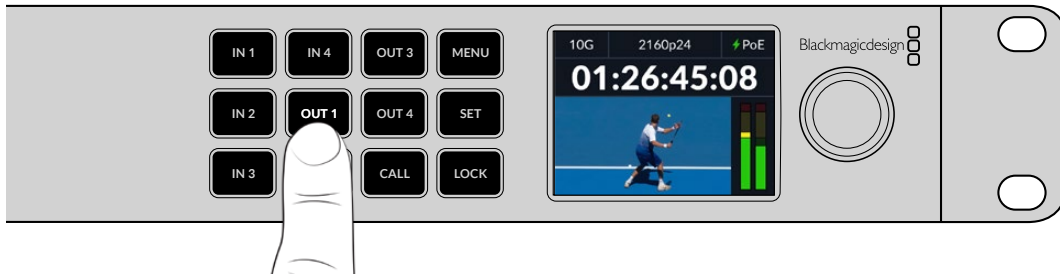 IN 1 IN 4 OUT 3 MENU
IN 2 OUT 1 OUT 4 SET
IN 3 CALL LOCK
10G 2160p24 PoE
01:26:45:08
Blackmagicdesign